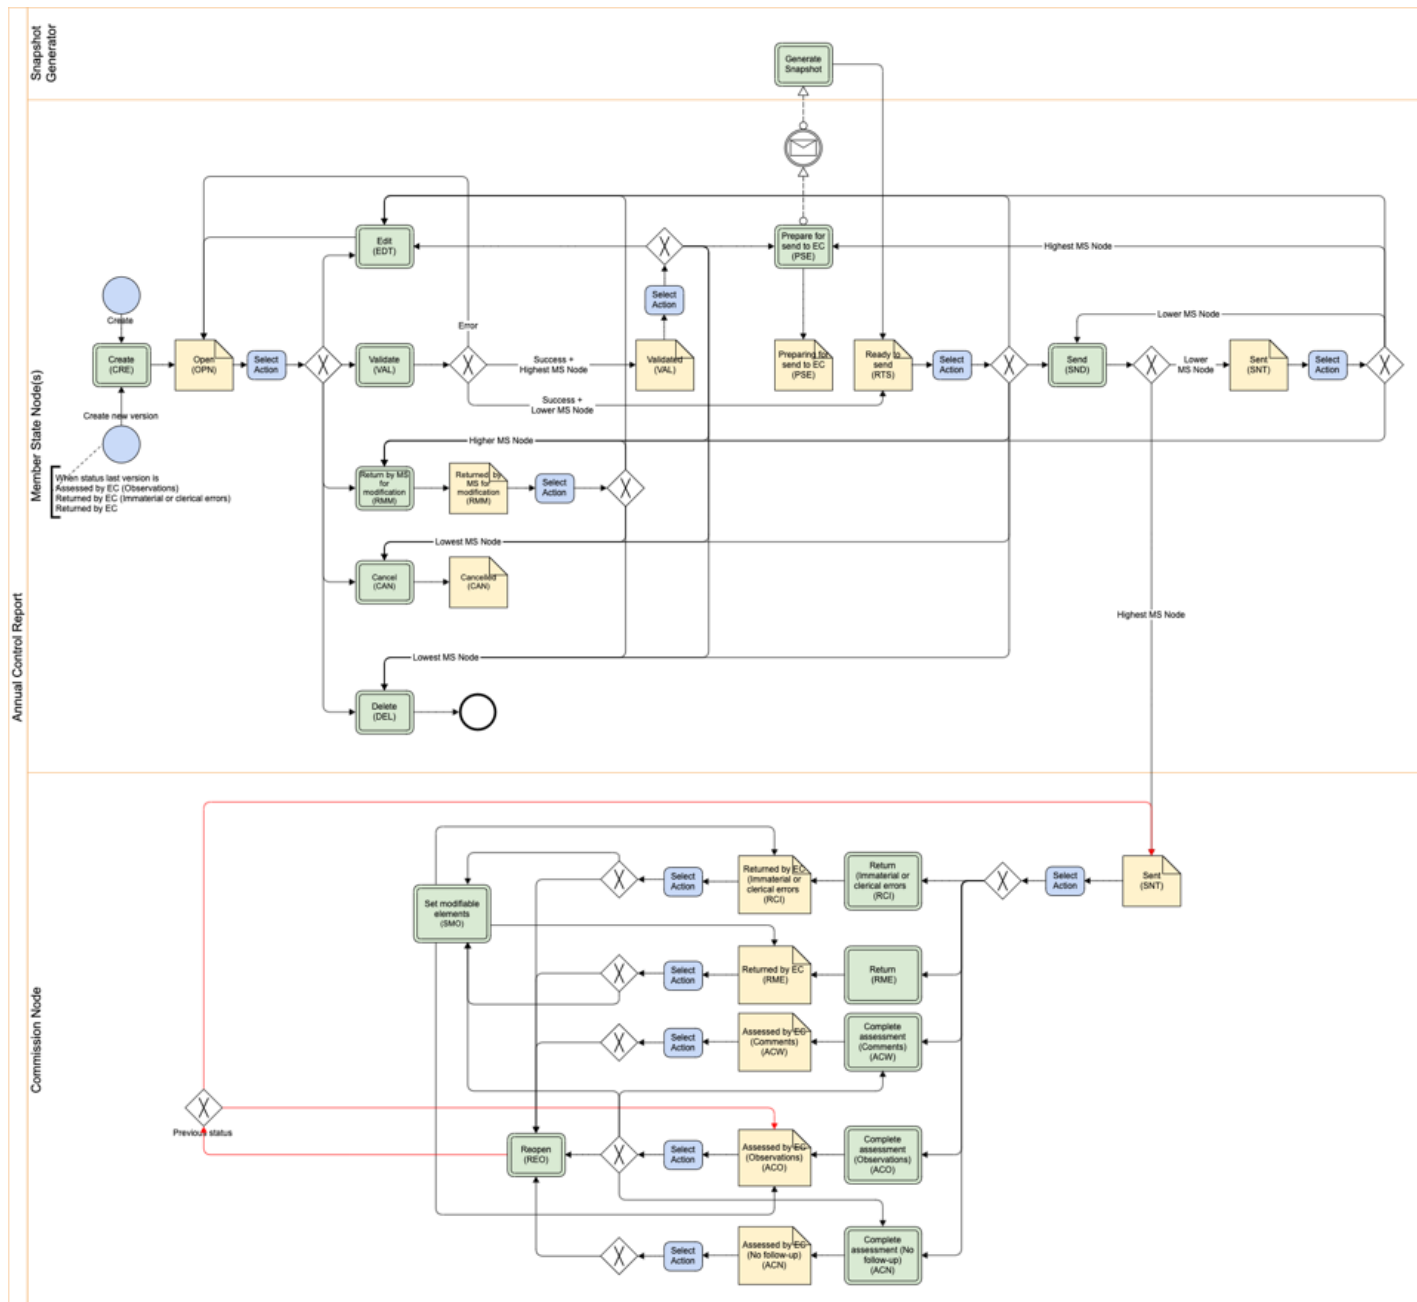 Snapshot
Generator
Generate
Snapshot
Annual Control Report
Member State Node(s)
Edit
(EDT)
Prepare for
send to EC
(PSE)
Highest MS Node
Select
Action
Create
Error
Lower MS Node
Create
(CRE)
Open
(OPN)
Select
Action
Validate
(VAL)
Success +
Highest MS Node
Validated
(VAL)
Preparing for
send to EC
(PSE)
Ready to
send
(RTS)
Select
Action
Send
(SND)
Lower
MS Node
Sent
(SNT)
Select
Action
Success +
Lower MS Node
Create new version
Higher MS Node
When status last version is
Assessed by EC (Observations)
Returned by EC (Immaterial or clerical errors)
Returned by EC
Return by MS
for
modification
(RMM)
Returned by
MS for
modification
(RMM)
Select
Action
Lowest MS Node
Cancel
(CAN)
Cancelled
(CAN)
Highest MS Node
Lowest MS Node
Delete
(DEL)
Commission Node
Set modifiable
elements
(SMO)
Select
Action
Returned by EC
(Immaterial or
clerical errors
(RCI)
Return
(Immaterial or
clerical errors
(RCI)
Select
Action
Sent
(SNT)
Select
Action
Returned by EC
(RME)
Return
(RME)
Select
Action
Assessed by EC
(Comments)
(ACW)
Complete
assessment
(Comments)
(ACW)
Previous status
Reopen
(REO)
Select
Action
Assessed by EC
(Observations)
(ACO)
Complete
assessment
(Observations)
(ACO)
Select
Action
Assessed by EC
(No follow-up)
(ACN)
Complete
assessment (No
follow-up)
(ACN)